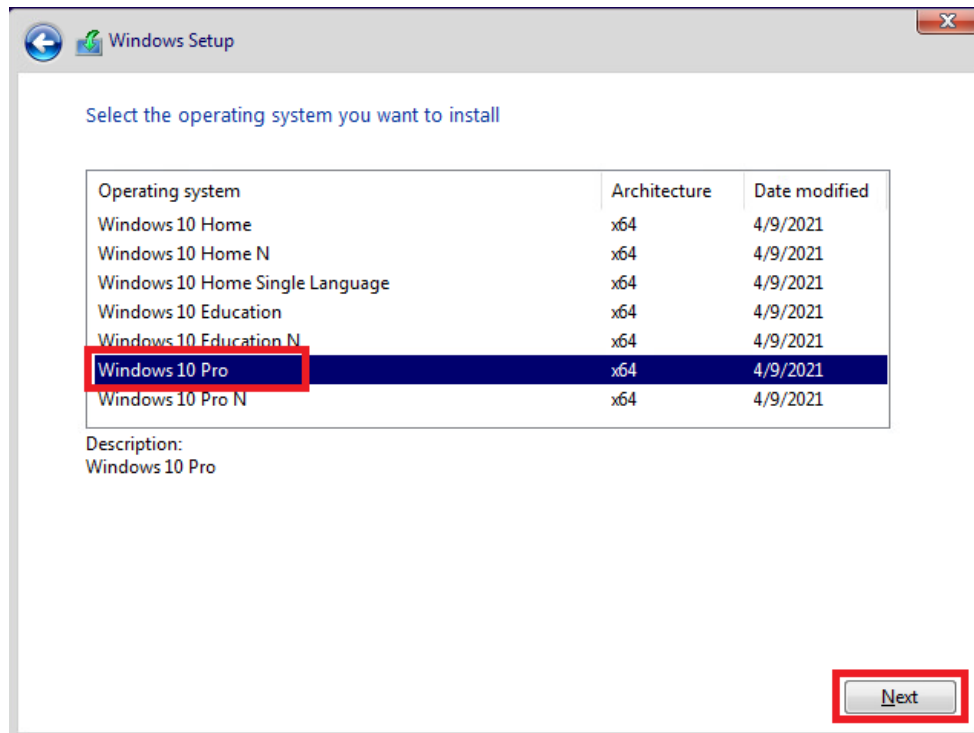 Windows Setup
Select the operating system you want to install
Operating system Architecture Date modified
Windows 10 Home x64 4/9/2021
Windows 10 Home N x64 4/9/2021
Windows 10 Home Single Language x64 4/9/2021
Windows 10 Education x64 4/9/2021
Windows 10 Education N x64 4/9/2021
Windows 10 Pro x64 4/9/2021
Windows 10 Pro N x64 4/9/2021
Description:
Windows 10 Pro
Next